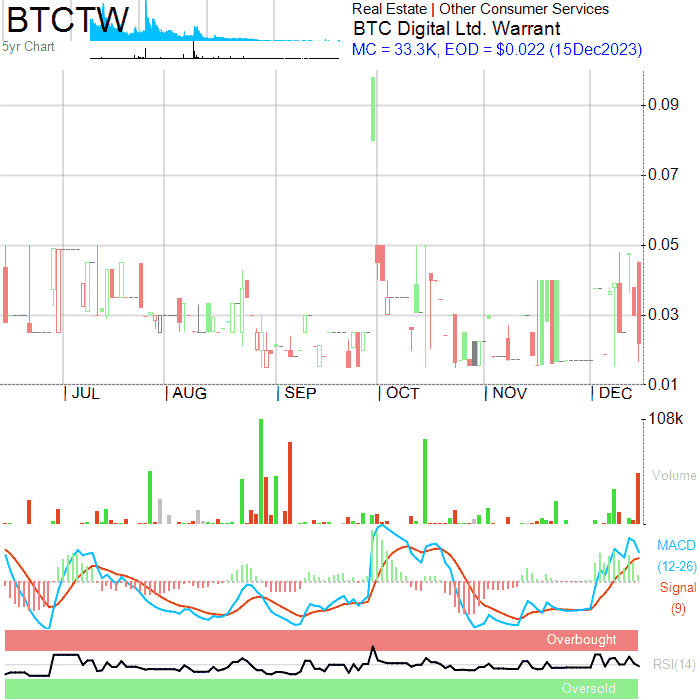 BTCTW
5yr Chart
Real Estate | Other Consumer Services
BTC Digital Ltd. Warrant
MC = 33.3K, EOD = $0.022 (15Dec2023)
0.09
0.07
0.05
0.03
0.01
| JUL | AUG | SEP | OCT | NOV | DEC
108k
Volume
MACD
(12-26)
Signal
(9)
Overbought
RSI(14)
Oversold